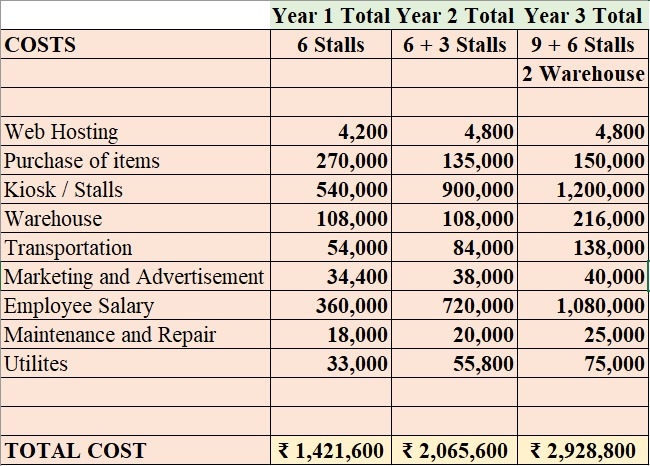 Year 1 Total Year 2 Total Year 3 Total
COSTS 6 Stalls 6 + 3 Stalls 9 + 6 Stalls
2 Warehouse
Web Hosting 4,200 4,800 4,800
Purchase of items 270,000 135,000 150,000
Kiosk / Stalls 540,000 900,000 1,200,000
Warehouse 108,000 108,000 216,000
Transportation 54,000 84,000 138,000
Marketing and Advertisement 34,400 38,000 40,000
Employee Salary 360,000 720,000 1,080,000
Maintenance and Repair 18,000 20,000 25,000
Utilites 33,000 55,800 75,000
TOTAL COST ₹ 1,421,600 ₹ 2,065,600 ₹ 2,928,800